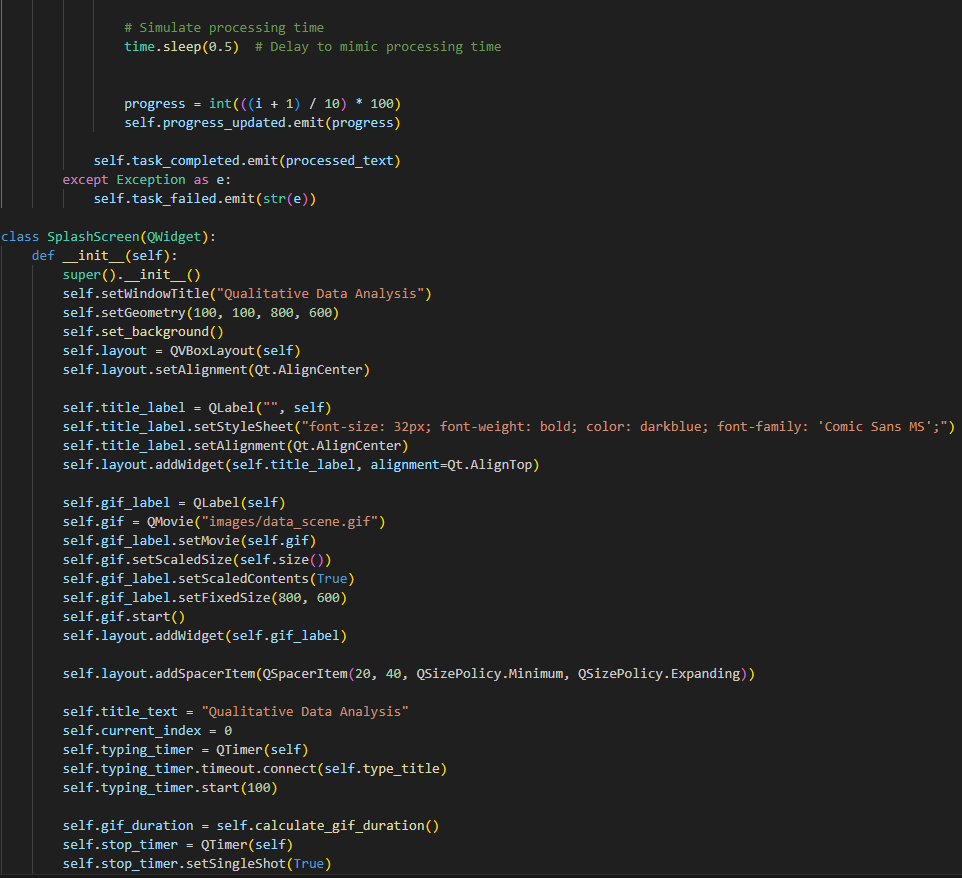 # Simulate processing time
time.sleep(0.5)  # Delay to mimic processing time
progress = int(((i + 1) / 10) * 100)
self.progress_updated.emit(progress)
self.task_completed.emit(processed_text)
except Exception as e:
self.task_failed.emit(str(e))
class SplashScreen(QWidget):
def __init__(self):
super().__init__()
self.setWindowTitle("Qualitative Data Analysis")
self.setGeometry(100, 100, 800, 600)
self.set_background()
self.layout = QVBoxLayout(self)
self.layout.setAlignment(Qt.AlignCenter)
self.title_label = QLabel("", self)
self.title_label.setStyleSheet("font-size: 32px; font-weight: bold; color: darkblue; font-family: 'Comic Sans MS';")
self.title_label.setAlignment(Qt.AlignCenter)
self.layout.addWidget(self.title_label, alignment=Qt.AlignTop)
self.gif_label = QLabel(self)
self.gif = QMovie("images/data_scene.gif")
self.gif_label.setMovie(self.gif)
self.gif.setScaledSize(self.size())
self.gif_label.setScaledContents(True)
self.gif_label.setFixedSize(800, 600)
self.gif.start()
self.layout.addWidget(self.gif_label)
self.layout.addSpacerItem(QSpacerItem(20, 40, QSizePolicy.Minimum, QSizePolicy.Expanding))
self.title_text = "Qualitative Data Analysis"
self.current_index = 0
self.typing_timer = QTimer(self)
self.typing_timer.timeout.connect(self.type_title)
self.typing_timer.start(100)
self.gif_duration = self.calculate_gif_duration()
self.stop_timer = QTimer(self)
self.stop_timer.setSingleShot(True)